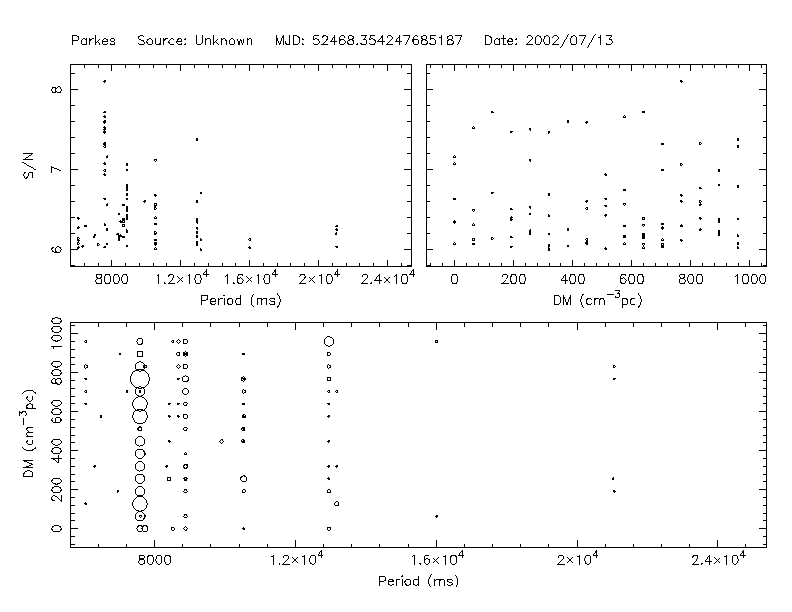 Parkes Source: Unknown MJD: 52468.354247685187 Date: 2002/07/13
8
7
6
S/N
8000 1.2×10⁴ 1.6×10⁴ 2×10⁴ 2.4×10⁴
Period (ms)
0 200 400 600 800 1000
DM (cm⁻³pc)
1000
800
600
400
200
0
DM (cm⁻³pc)
8000 1.2×10⁴ 1.6×10⁴ 2×10⁴ 2.4×10⁴
Period (ms)